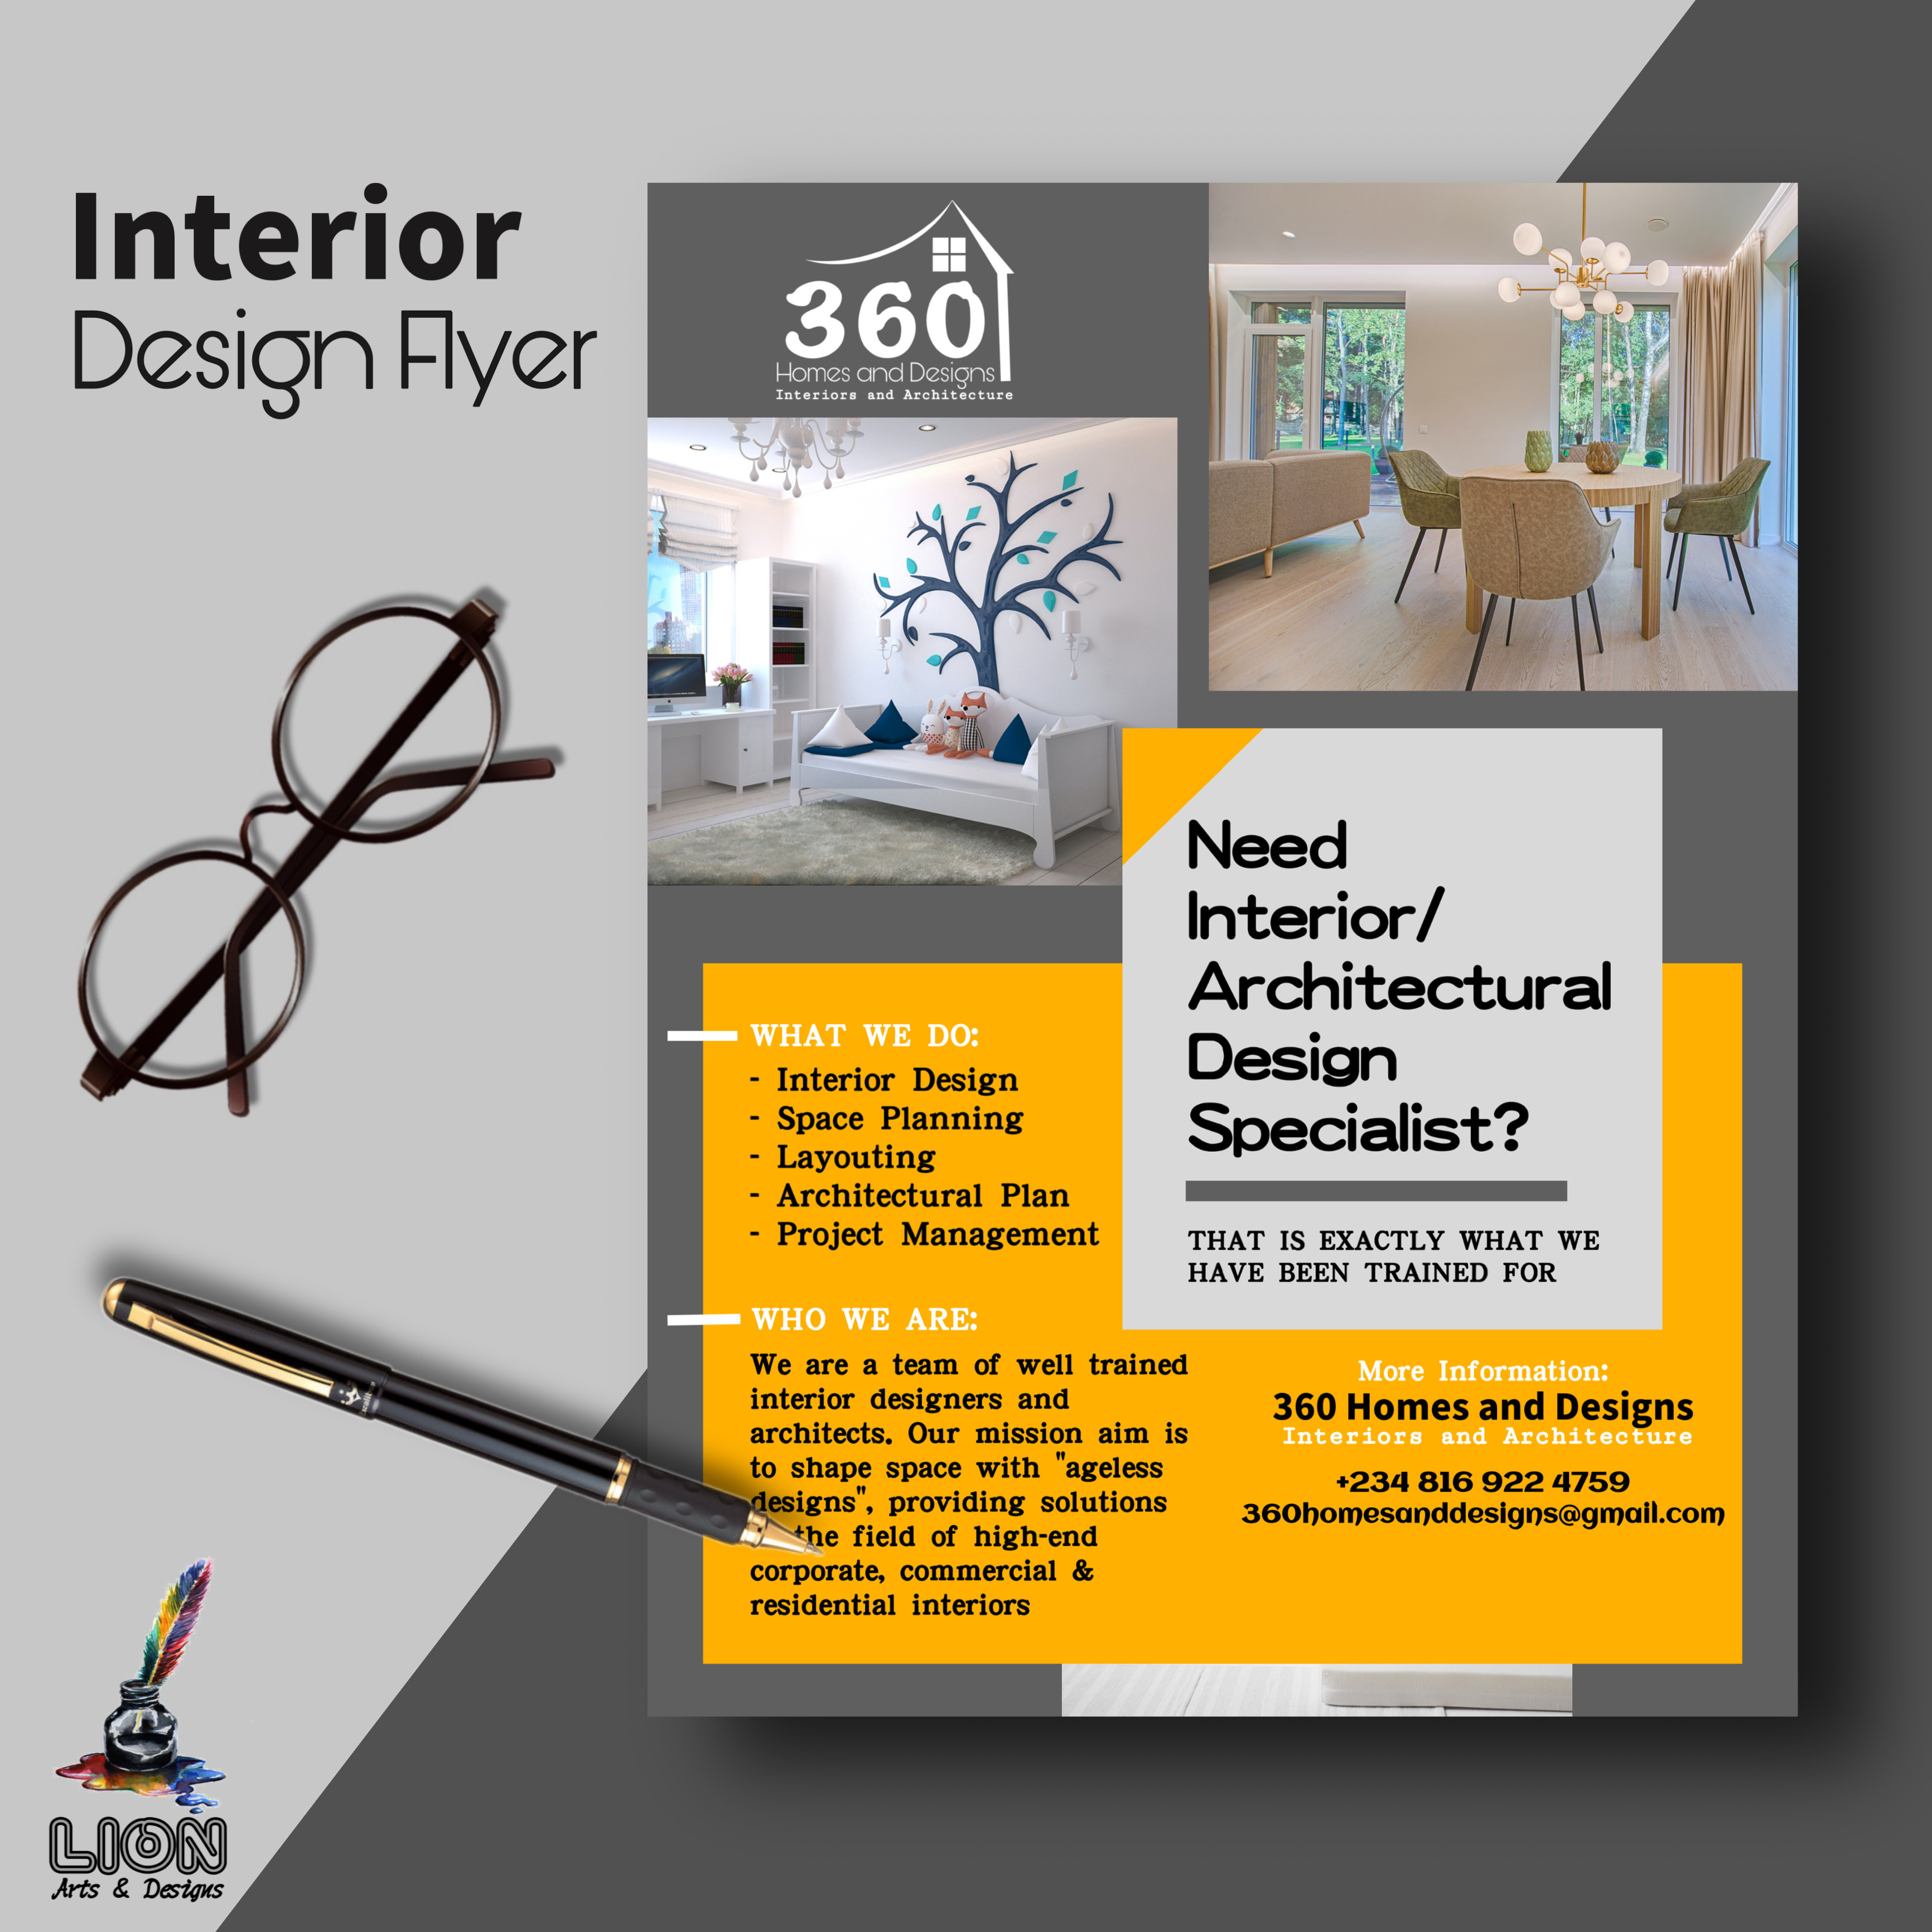 Interior
Design Flyer
360
Homes and Designs
Interiors and Architecture
Need
Interior/
Architectural
Design
Specialist?
THAT IS EXACTLY WHAT WE
HAVE BEEN TRAINED FOR
WHAT WE DO:
- Interior Design
- Space Planning
- Layouting
- Architectural Plan
- Project Management
WHO WE ARE:
We are a team of well trained
interior designers and
architects. Our mission aim is
to shape space with "ageless
designs", providing solutions
the field of high-end
corporate, commercial &
residential interiors
More Information:
360 Homes and Designs
Interiors and Architecture
+234 816 922 4759
360homesanddesigns@gmail.com
LION
Arts & Designs